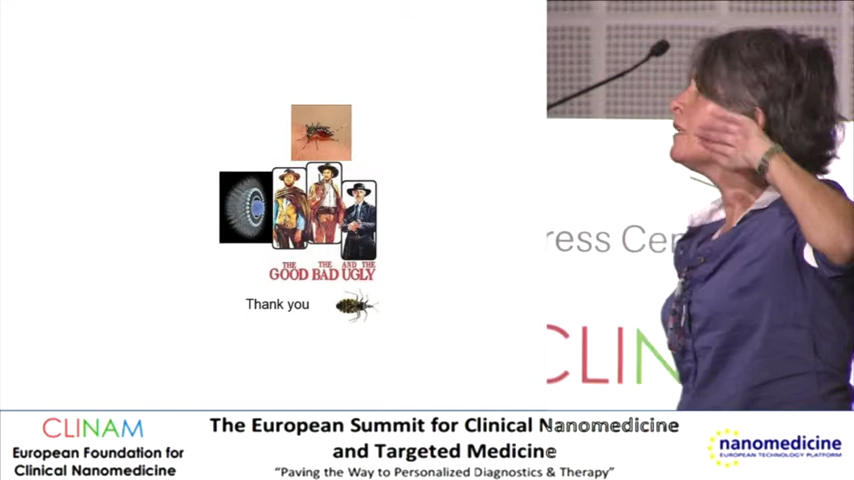 THE THE AND THE
GOOD BAD UGLY
Thank you
ress Cen
CLIN
CLINAM
European Foundation for
Clinical Nanomedicine
The European Summit for Clinical Nanomedicine
and Targeted Medicine
"Paving the Way to Personalized Diagnostics & Therapy"
nanomedicine
EUROPEAN TECHNOLOGY PLATFORM